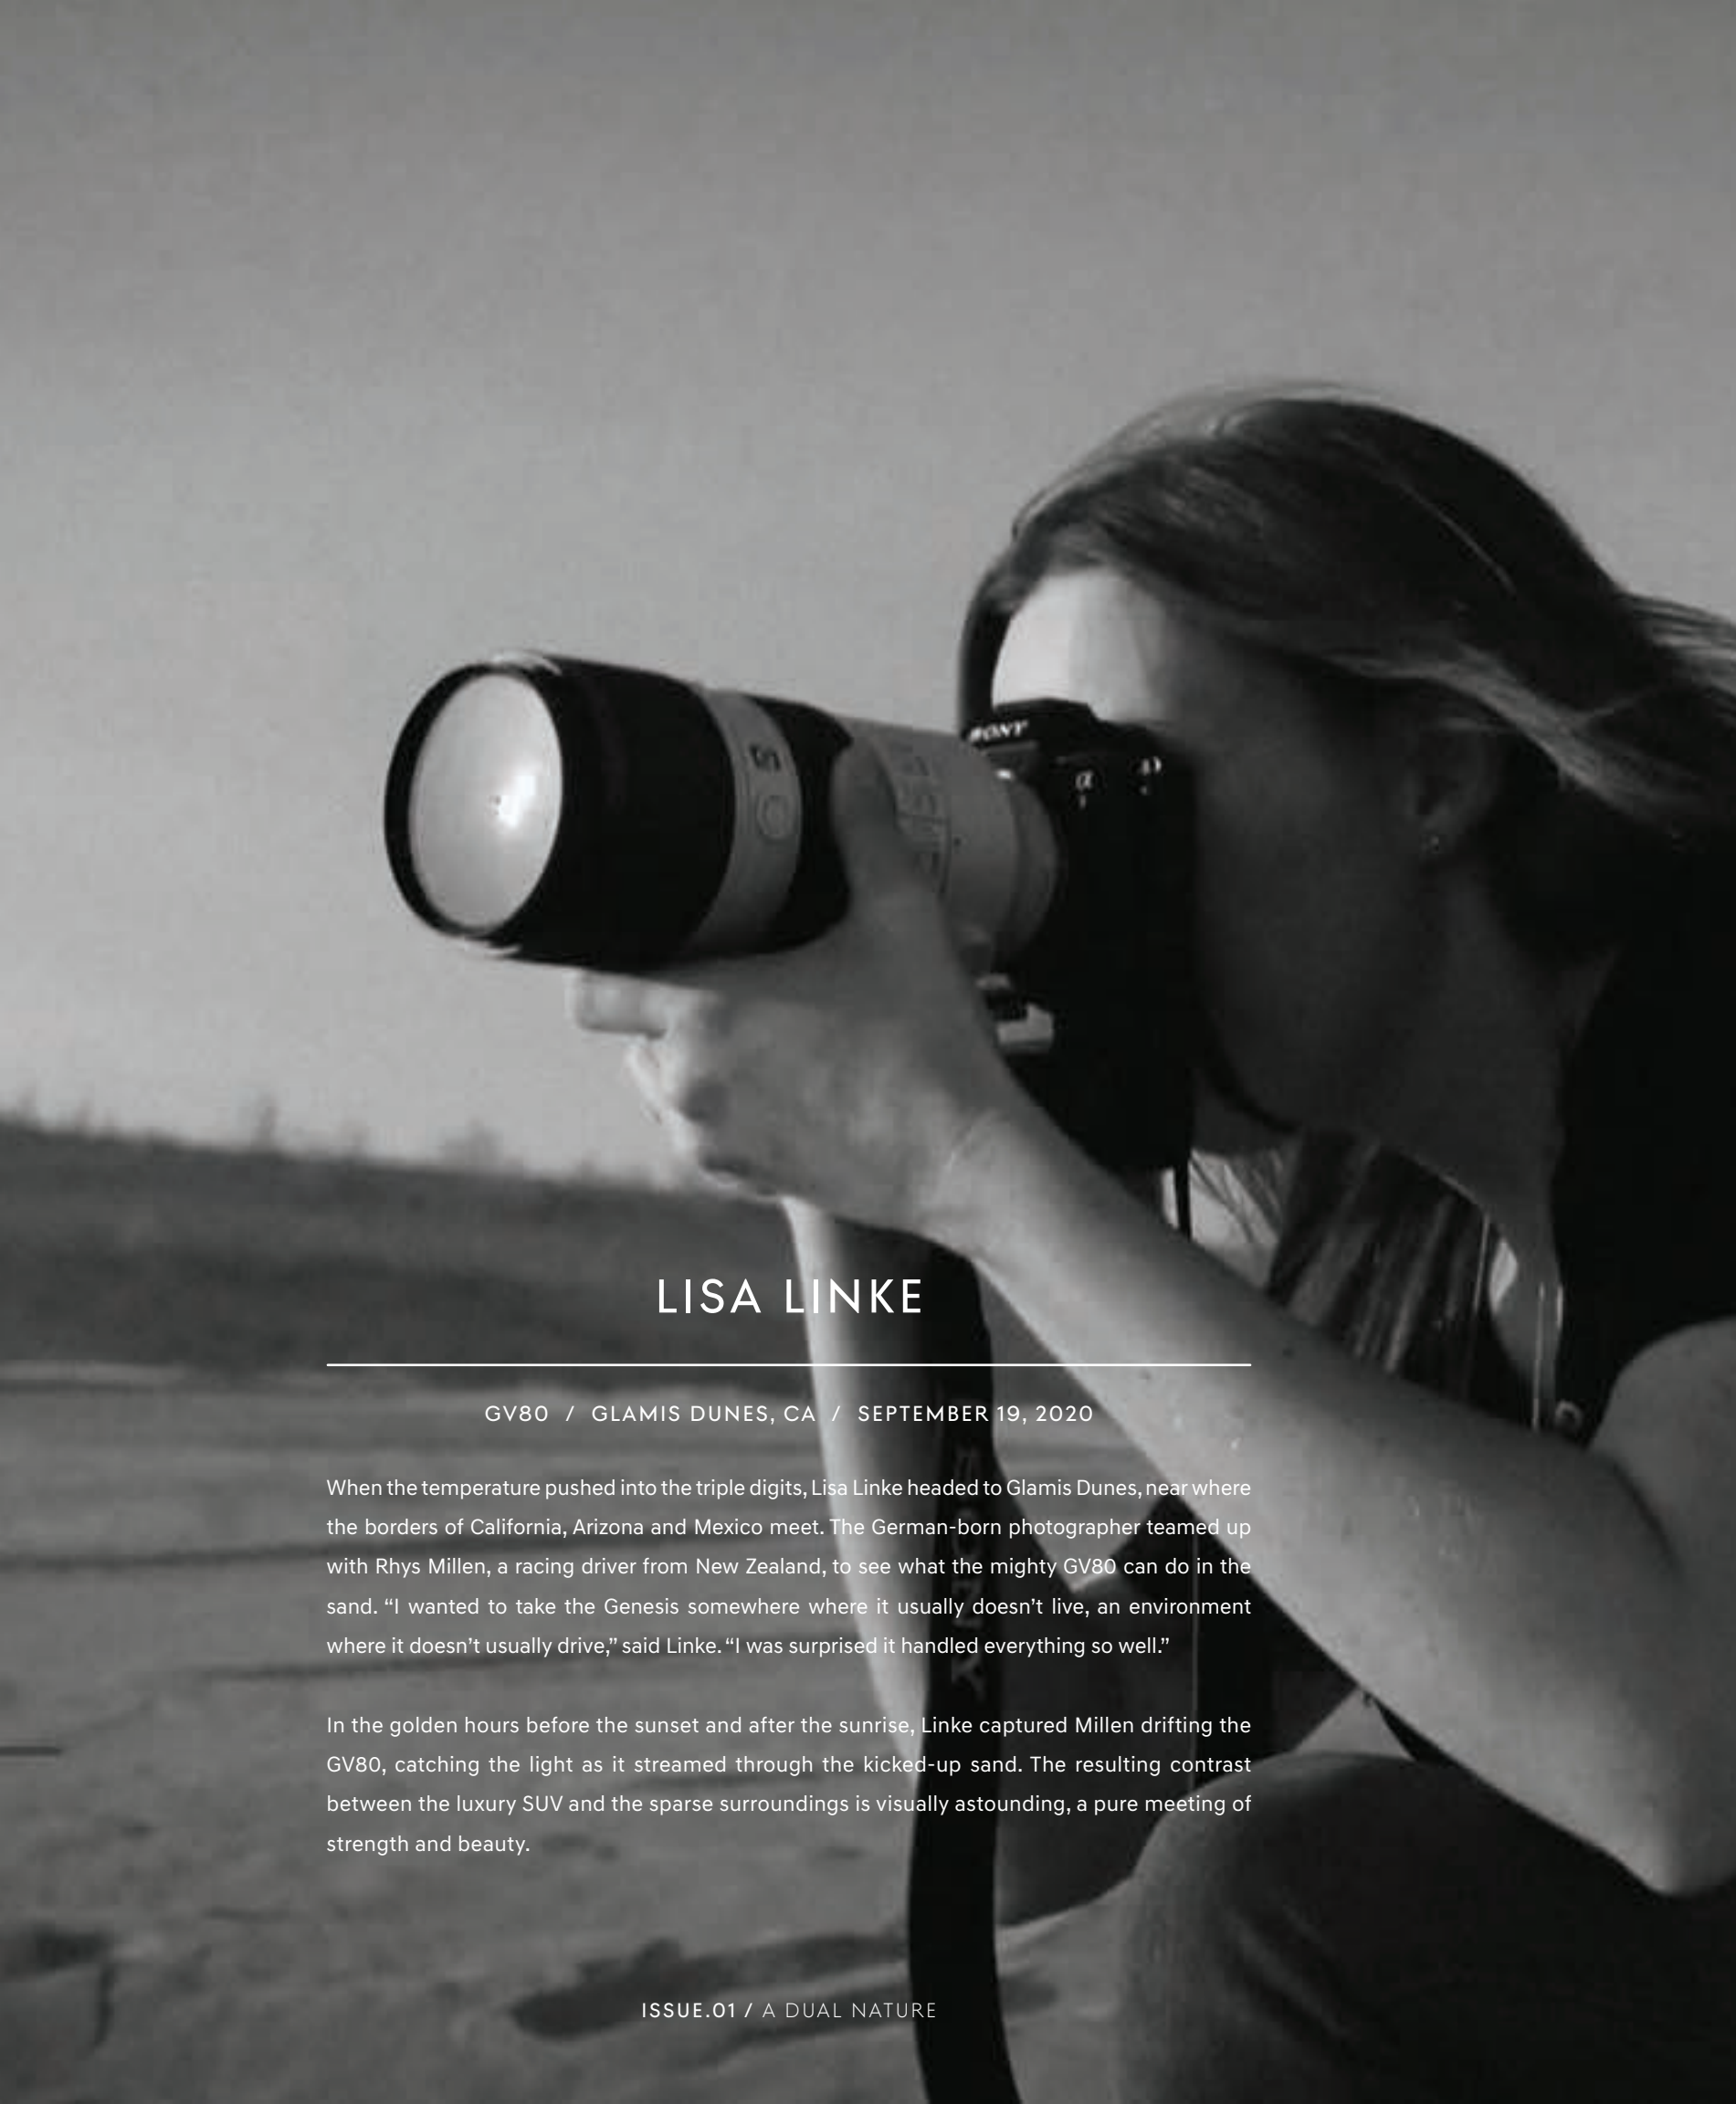 SONY
α
LISA LINKE
GV80 / GLAMIS DUNES, CA / SEPTEMBER 19, 2020
When the temperature pushed into the triple digits, Lisa Linke headed to Glamis Dunes, near where
the borders of California, Arizona and Mexico meet. The German-born photographer teamed up
with Rhys Millen, a racing driver from New Zealand, to see what the mighty GV80 can do in the
sand. “I wanted to take the Genesis somewhere where it usually doesn’t live, an environment
where it doesn’t usually drive,” said Linke. “I was surprised it handled everything so well.”
In the golden hours before the sunset and after the sunrise, Linke captured Millen drifting the
GV80, catching the light as it streamed through the kicked-up sand. The resulting contrast
between the luxury SUV and the sparse surroundings is visually astounding, a pure meeting of
strength and beauty.
ISSUE.01 / A DUAL NATURE